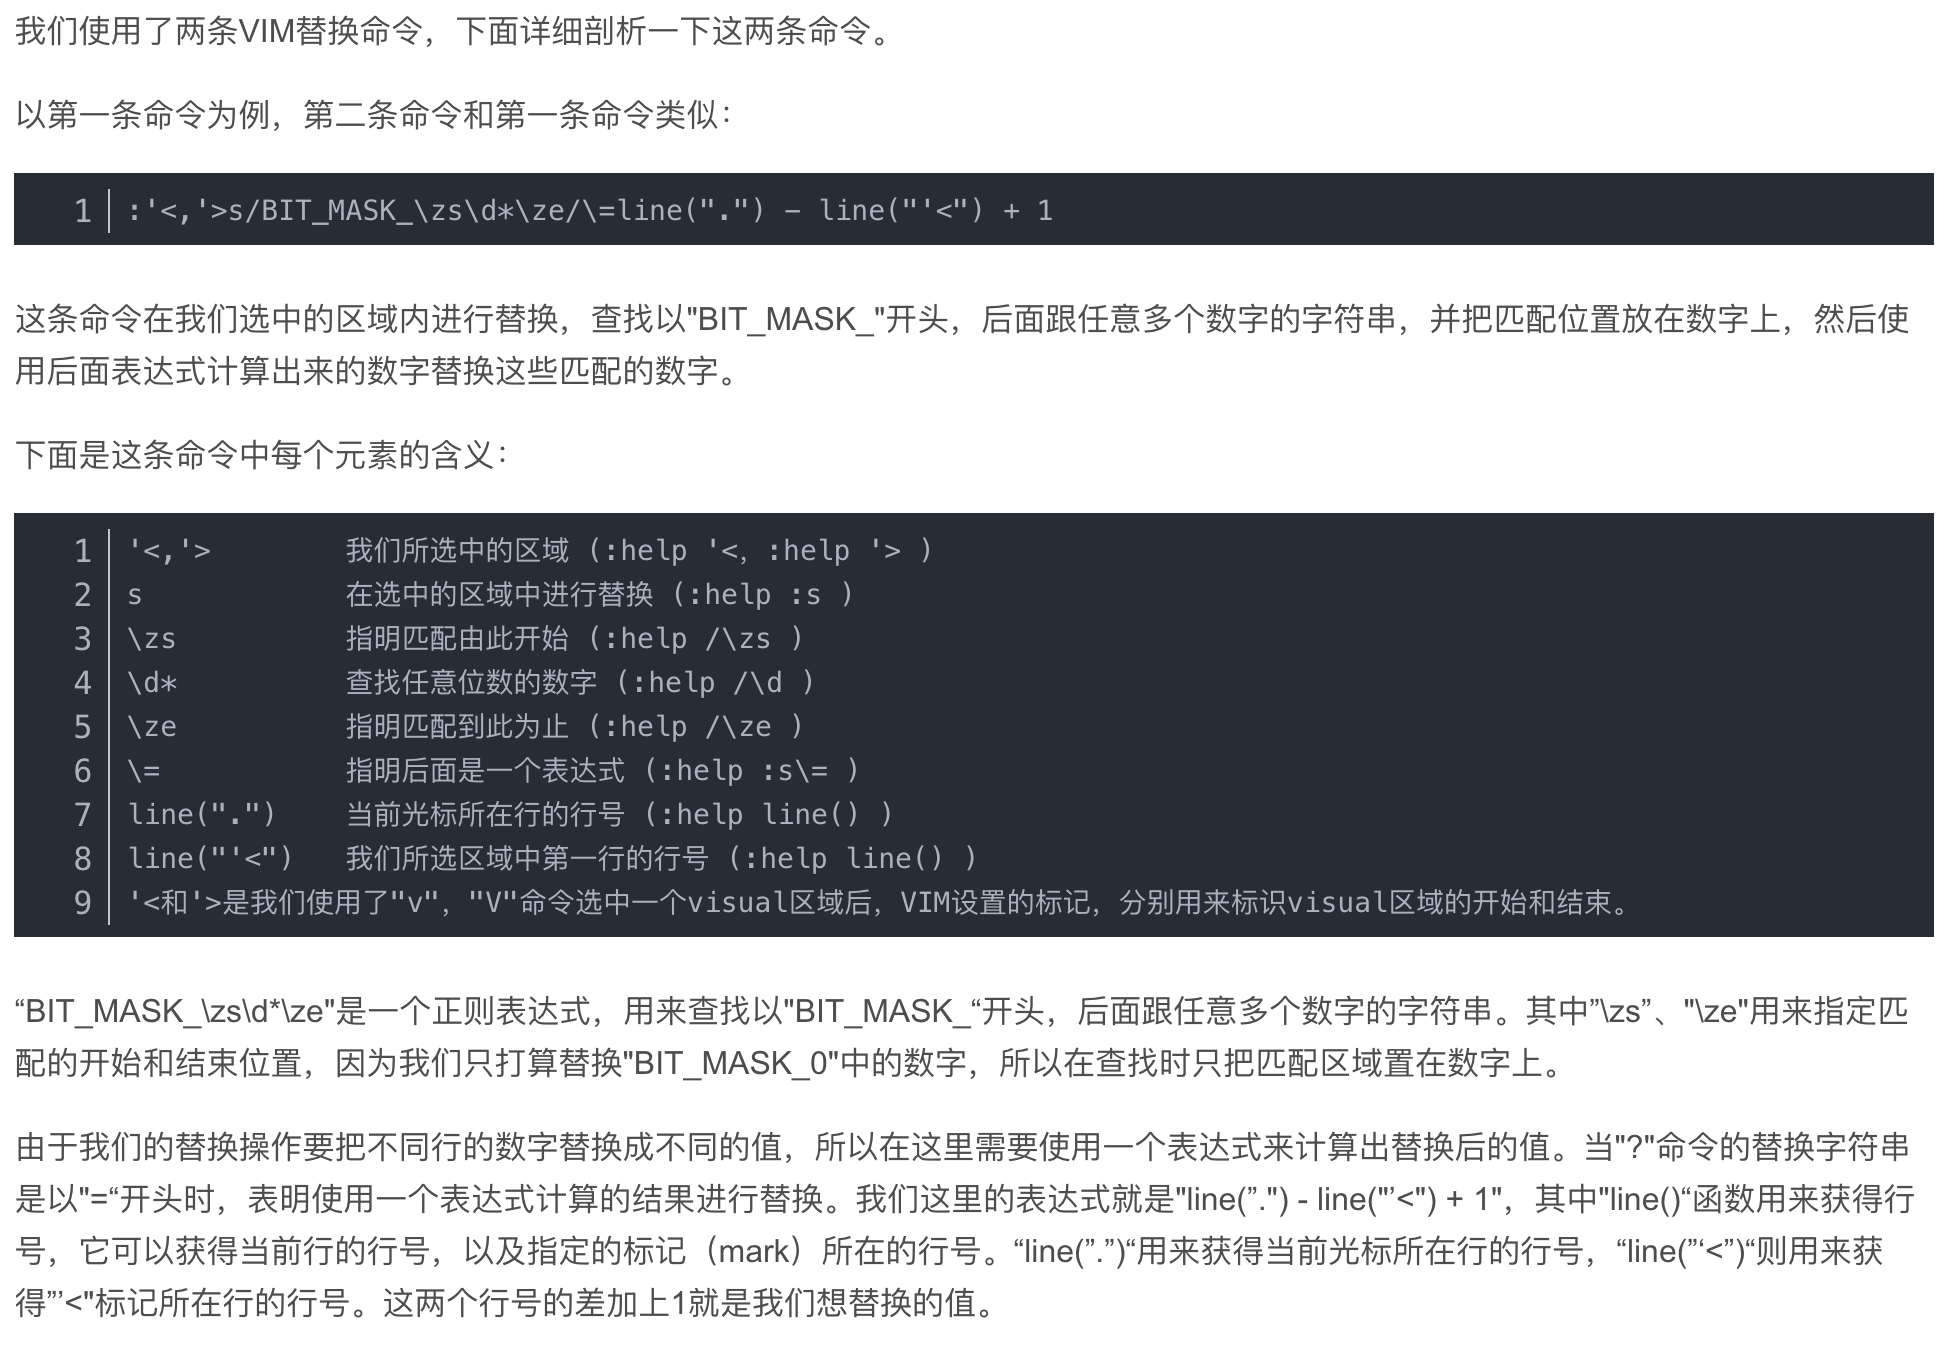 我们使用了两条VIM替换命令，下面详细剖析一下这两条命令。
以第一条命令为例，第二条命令和第一条命令类似：
1 :'<,'>s/BIT_MASK_\zs\d*\ze/\=line(".") - line("'<") + 1
这条命令在我们选中的区域内进行替换，查找以"BIT_MASK_"开头，后面跟任意多个数字的字符串，并把匹配位置放在数字上，然后使
用后面表达式计算出来的数字替换这些匹配的数字。
下面是这条命令中每个元素的含义：
1 '<,'>        我们所选中的区域 (:help '<，:help '> )
2 s            在选中的区域中进行替换 (:help :s )
3 \zs          指明匹配由此开始 (:help /\zs )
4 \d*          查找任意位数的数字 (:help /\d )
5 \ze          指明匹配到此为止 (:help /\ze )
6 \=           指明后面是一个表达式 (:help :s\= )
7 line(".")    当前光标所在行的行号 (:help line() )
8 line("'<")   我们所选区域中第一行的行号 (:help line() )
9 '<和'>是我们使用了"v"，"V"命令选中一个visual区域后，VIM设置的标记，分别用来标识visual区域的开始和结束。
“BIT_MASK_\zs\d*\ze"是一个正则表达式，用来查找以"BIT_MASK_“开头，后面跟任意多个数字的字符串。其中”\zs”、"\ze"用来指定匹
配的开始和结束位置，因为我们只打算替换"BIT_MASK_0"中的数字，所以在查找时只把匹配区域置在数字上。
由于我们的替换操作要把不同行的数字替换成不同的值，所以在这里需要使用一个表达式来计算出替换后的值。当"?"命令的替换字符串
是以"=“开头时，表明使用一个表达式计算的结果进行替换。我们这里的表达式就是"line(”.") - line("’<") + 1"，其中"line()“函数用来获得行
号，它可以获得当前行的行号，以及指定的标记（mark）所在的行号。“line(”.”)“用来获得当前光标所在行的行号，“line(”‘<”)“则用来获
得”’<"标记所在行的行号。这两个行号的差加上1就是我们想替换的值。